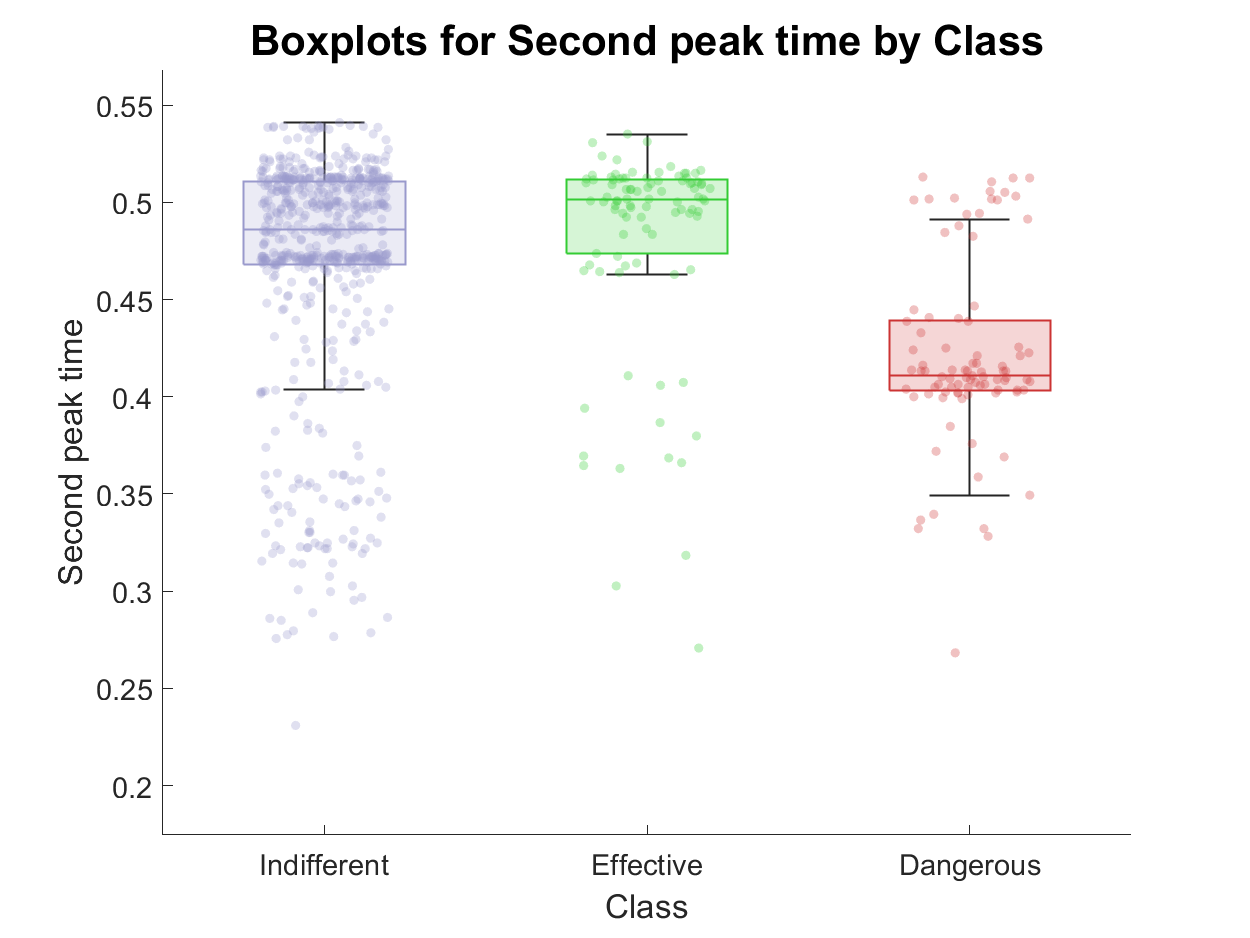 Boxplots for Second peak time by Class
0.55
0.5
0.45
0.4
0.35
0.3
0.25
0.2
Second peak time
Indifferent Effective Dangerous
Class